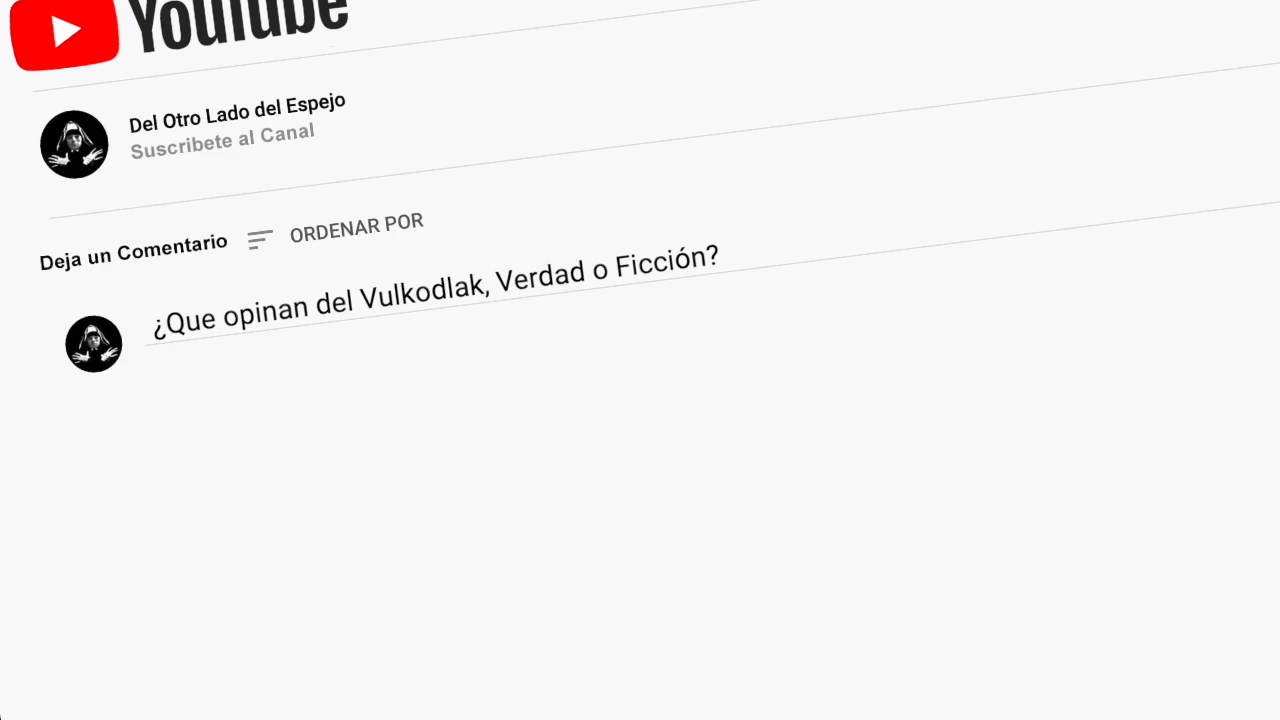 YouTube
Del Otro Lado del Espejo
Suscribete al Canal
Deja un Comentario ORDENAR POR
¿Que opinan del Vulkodlak, Verdad o Ficción?